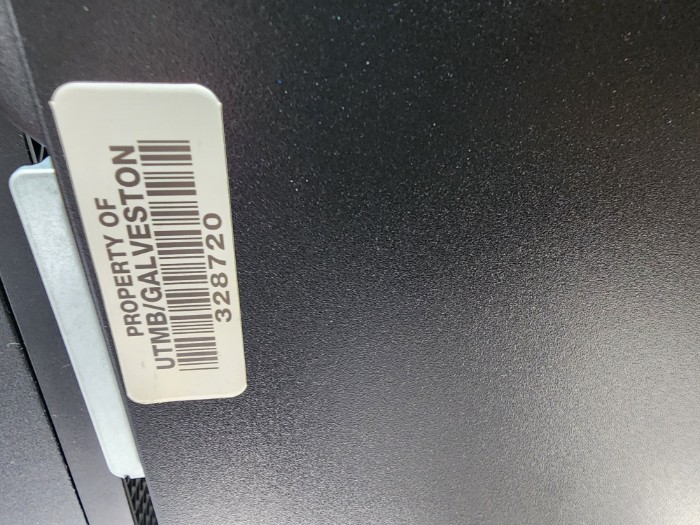 PROPERTY OF
UTMB/GALVESTON
328720